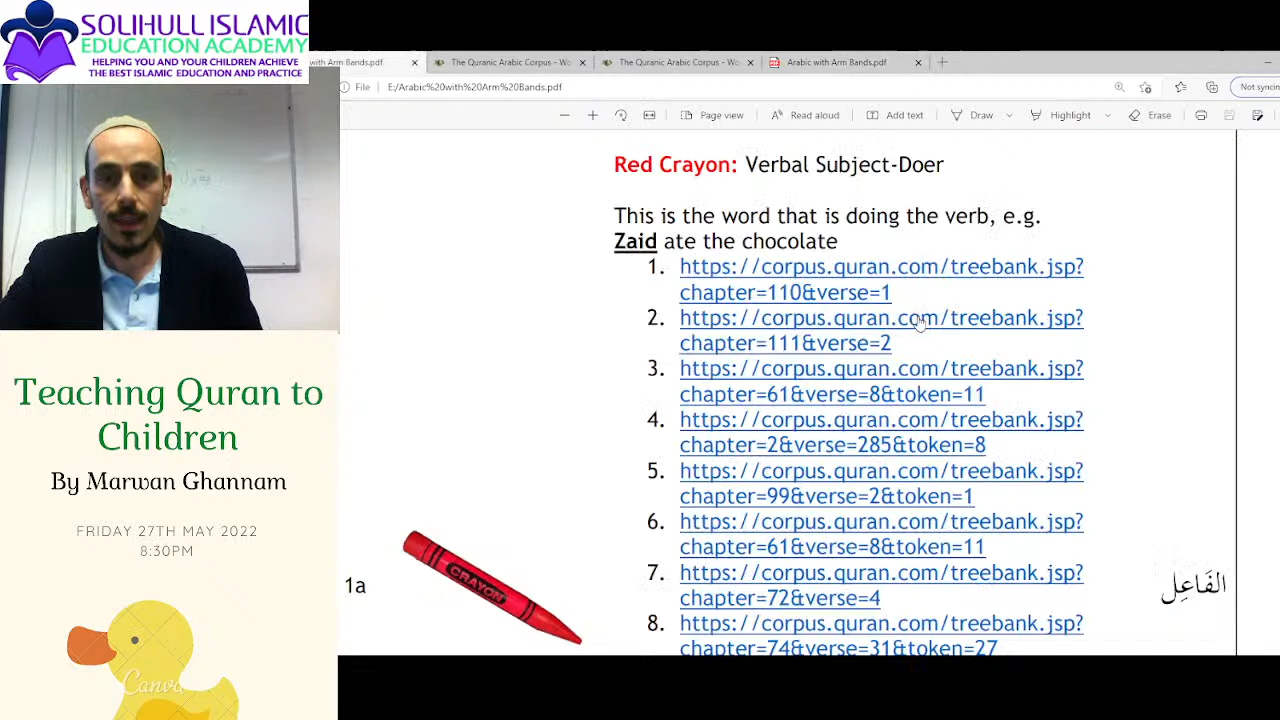 SOLIHULL ISLAMIC
EDUCATION ACADEMY
HELPING YOU AND YOUR CHILDREN ACHIEVE
THE BEST ISLAMIC EDUCATION AND PRACTICE
Teaching Quran to
Children
By Marwan Ghannam
FRIDAY 27TH MAY 2022
8:30PM
Canva
with Arm Bands.pdf
The Quranic Arabic Corpus - Wo
The Quranic Arabic Corpus - Wo
Arabic with Arm Bands.pdf
File
E:/Arabic%20with%20Arm%20Bands.pdf
Not syncin
Page view
Read aloud
Add text
Draw
Highlight
Erase
Red Crayon: Verbal Subject-Doer
This is the word that is doing the verb, e.g.
Zaid ate the chocolate
1. https://corpus.quran.com/treebank.jsp?
chapter=110&verse=1
2. https://corpus.quran.com/treebank.jsp?
chapter=111&verse=2
3. https://corpus.quran.com/treebank.jsp?
chapter=61&verse=8&token=11
4. https://corpus.quran.com/treebank.jsp?
chapter=2&verse=285&token=8
5. https://corpus.quran.com/treebank.jsp?
chapter=99&verse=2&token=1
6. https://corpus.quran.com/treebank.jsp?
chapter=61&verse=8&token=11
7. https://corpus.quran.com/treebank.jsp?
chapter=72&verse=4
8. https://corpus.quran.com/treebank.jsp?
chapter=74&verse=31&token=27
1a
CRAYON
الفَاعِل